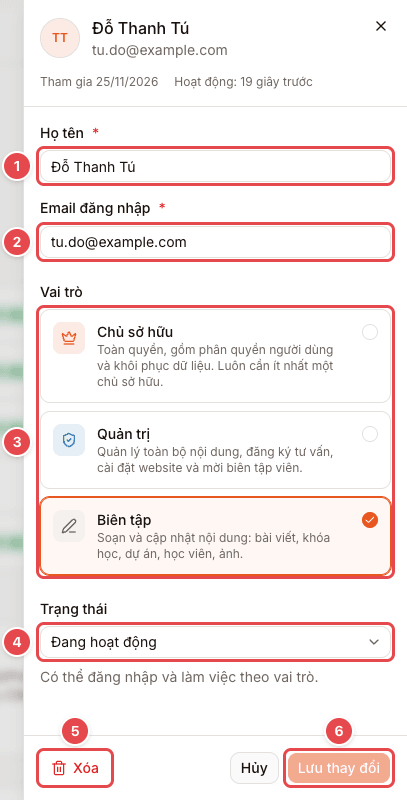 TT
Đỗ Thanh Tú
tu.do@example.com
Tham gia 25/11/2026 Hoạt động: 19 giây trước
Họ tên *
1
Đỗ Thanh Tú
Email đăng nhập *
2
tu.do@example.com
Vai trò
Chủ sở hữu
Toàn quyền, gồm phân quyền người dùng
và khôi phục dữ liệu. Luôn cần ít nhất một
chủ sở hữu.
3
Quản trị
Quản lý toàn bộ nội dung, đăng ký tư vấn,
cài đặt website và mời biên tập viên.
Biên tập
Soạn và cập nhật nội dung: bài viết, khóa
học, dự án, học viên, ảnh.
Trạng thái
4
Đang hoạt động
Có thể đăng nhập và làm việc theo vai trò.
5
6
Xóa
Hủy
Lưu thay đổi